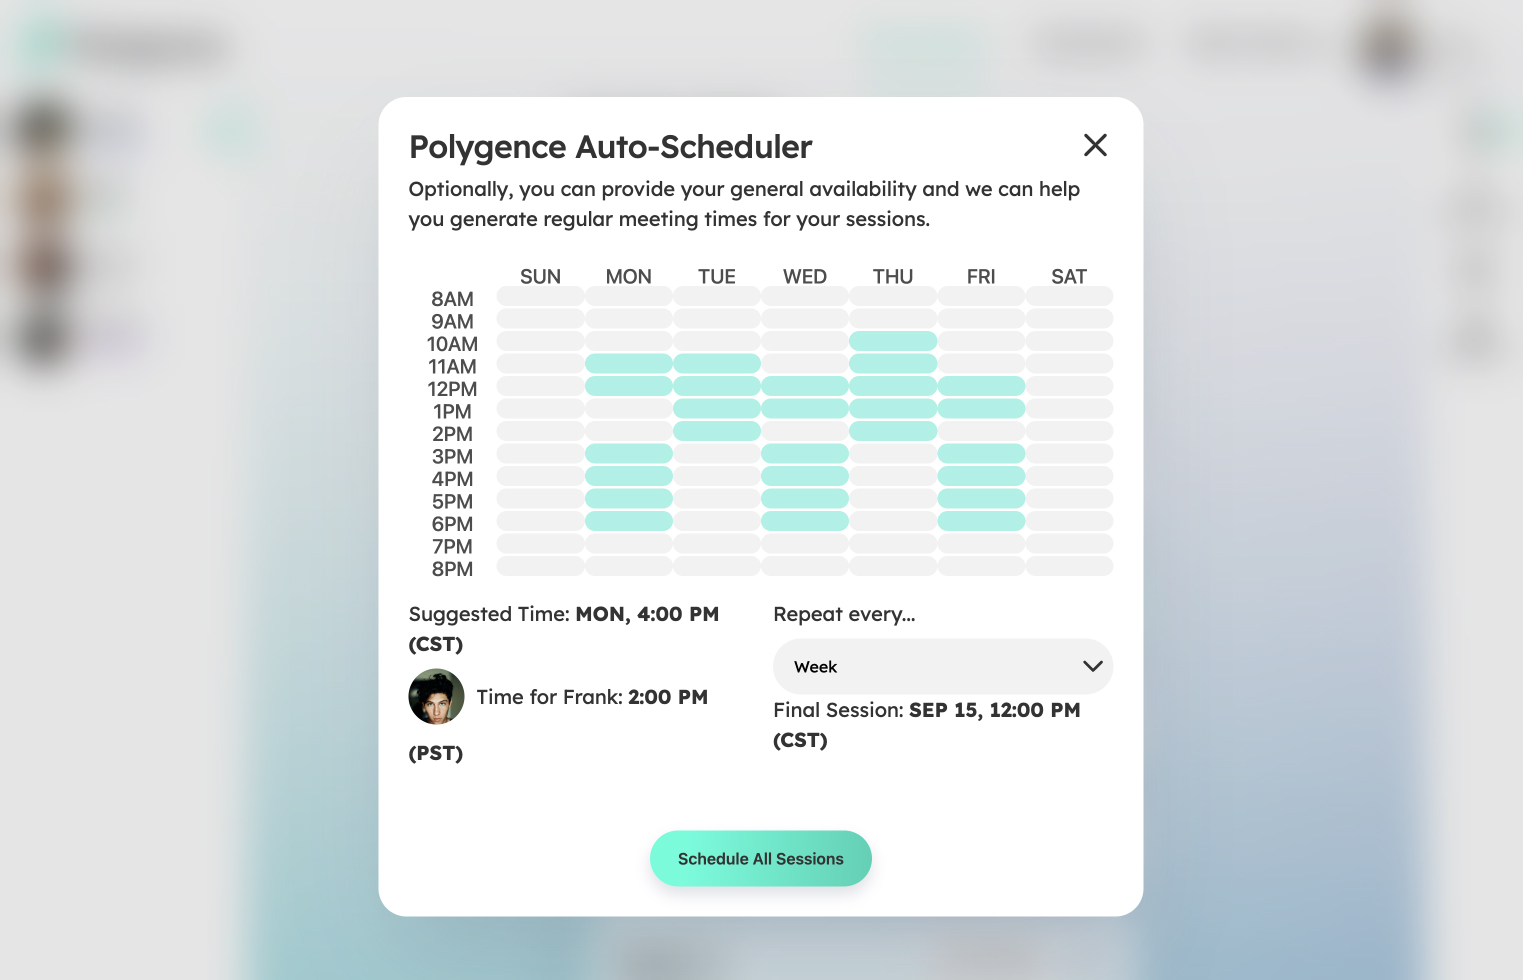 Polygence Auto-Scheduler
Optionally, you can provide your general availability and we can help
you generate regular meeting times for your sessions.
SUN MON TUE WED THU FRI SAT
8AM
9AM
10AM
11AM
12PM
1PM
2PM
3PM
4PM
5PM
6PM
7PM
8PM
Suggested Time: MON, 4:00 PM
(CST)
Time for Frank: 2:00 PM
(PST)
Repeat every...
Week
Final Session: SEP 15, 12:00 PM
(CST)
Schedule All Sessions